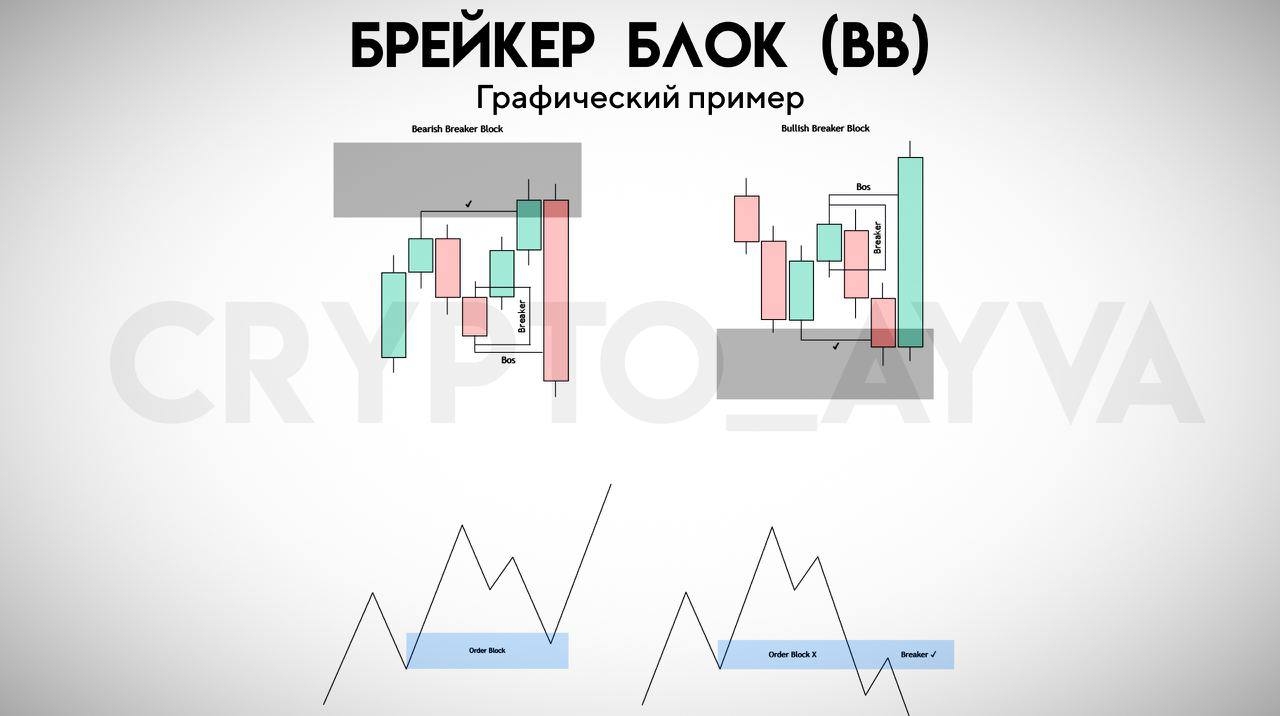 БРЕЙКЕР БЛОК (BB)
Графический пример
Bearish Breaker Block
Bullish Breaker Block
✓
Bos
Breaker
Breaker
Bos
✓
CRYPTO_AYVA
Order Block
Order Block X
Breaker ✓